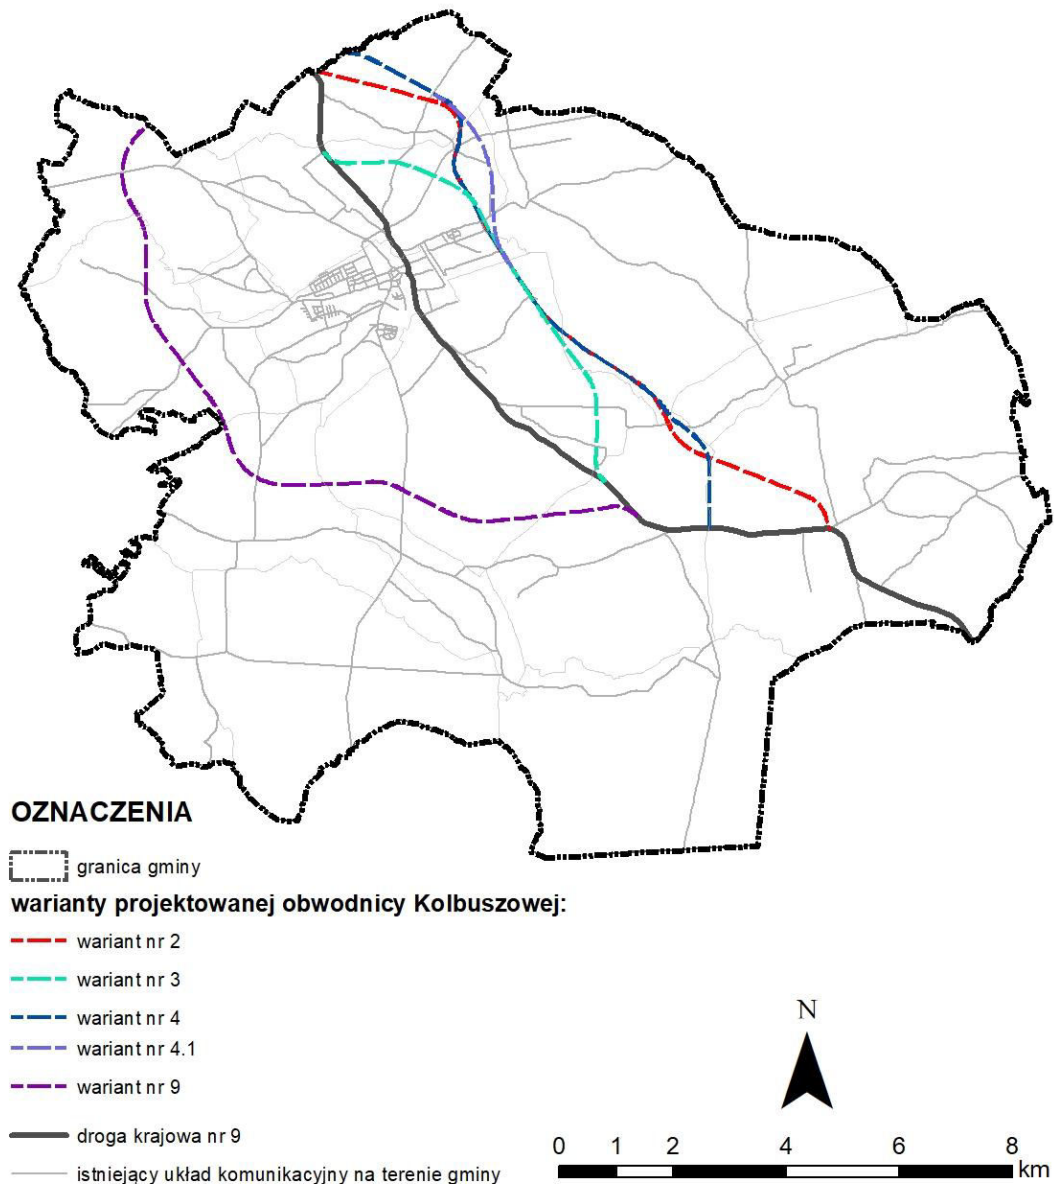 OZNACZENIA
granica gminy
warianty projektowanej obwodnicy Kolbuszowej:
wariant nr 2
wariant nr 3
wariant nr 4
wariant nr 4.1
wariant nr 9
droga krajowa nr 9
istniejący układ komunikacyjny na terenie gminy
N
0 1 2 4 6 8
km